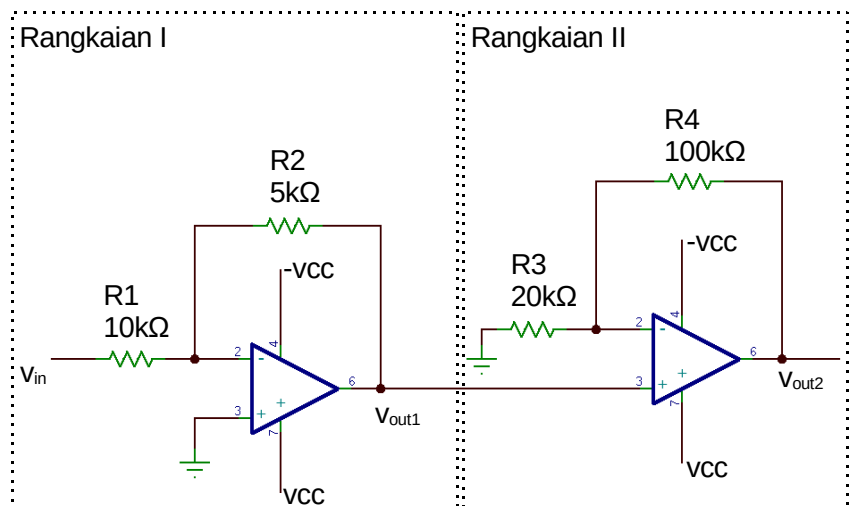 Rangkaian I
Rangkaian II
R4
100kΩ
R2
5kΩ
-vcc
-vcc
R3
20kΩ
R1
10kΩ
4
2
-
6
3
+
+
7
vcc
4
2
-
6
3
+
+
7
vcc
vin
vout1
vout2